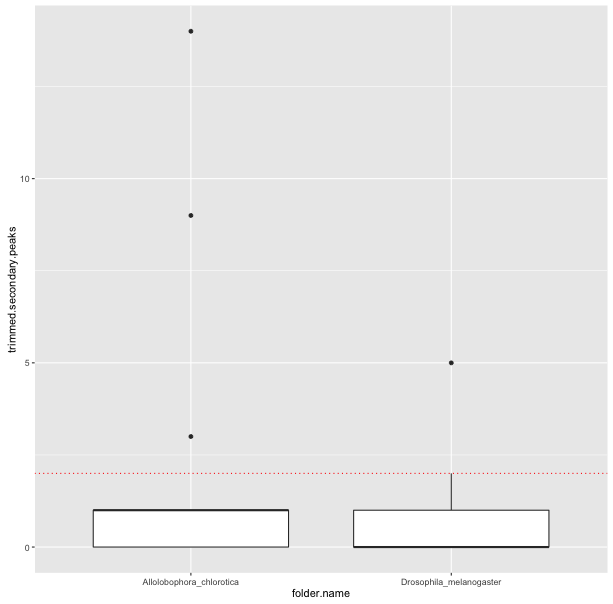 trimmed.secondary.peaks
10
5
0
Allolobophora_chlorotica
Drosophila_melanogaster
folder.name